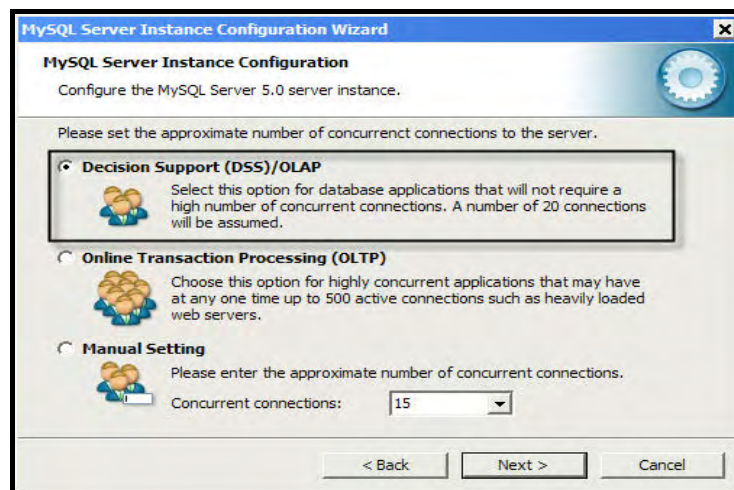 MySQL Server Instance Configuration Wizard
MySQL Server Instance Configuration
Configure the MySQL Server 5.0 server instance.
Please set the approximate number of concurrenct connections to the server.
Decision Support (DSS)/OLAP
Select this option for database applications that will not require a
high number of concurrent connections. A number of 20 connections
will be assumed.
Online Transaction Processing (OLTP)
Choose this option for highly concurrent applications that may have
at any one time up to 500 active connections such as heavily loaded
web servers.
Manual Setting
Please enter the approximate number of concurrent connections.
Concurrent connections: 15
< Back Next > Cancel